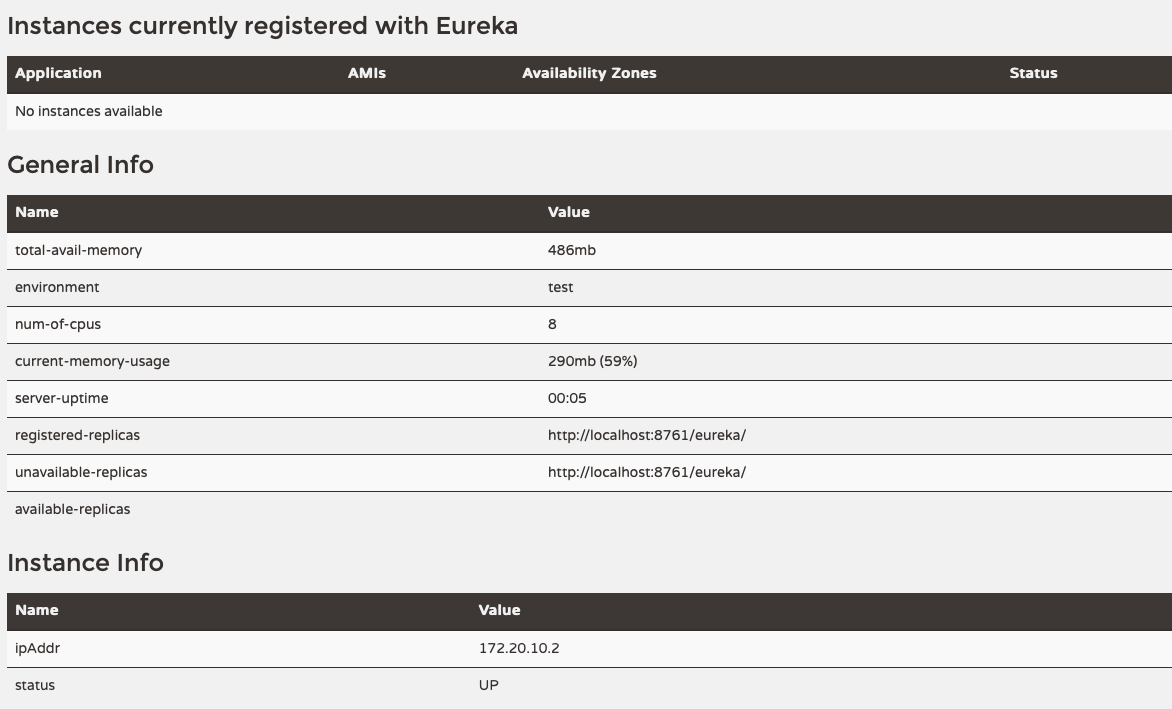 Instances currently registered with Eureka
Application AMIs Availability Zones Status
No instances available
General Info
Name Value
total-avail-memory 486mb
environment test
num-of-cpus 8
current-memory-usage 290mb (59%)
server-uptime 00:05
registered-replicas http://localhost:8761/eureka/
unavailable-replicas http://localhost:8761/eureka/
available-replicas
Instance Info
Name Value
ipAddr 172.20.10.2
status UP